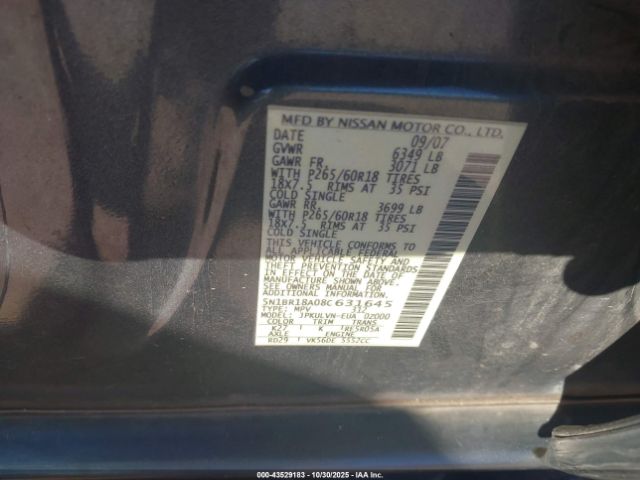 MFD BY NISSAN MOTOR CO., LTD.
DATE 09/07
GVWR 6349 LB
GAWR FR. 3071 LB
WITH P265/60R18 TIRES
18X7.5 RIMS AT 35 PSI
COLD SINGLE
GAWR RR. 3699 LB
WITH P265/60R18 TIRES
18X7.5 RIMS AT 35 PSI
COLD SINGLE
THIS VEHICLE CONFORMS TO
ALL APPLICABLE FEDERAL
MOTOR VEHICLE SAFETY AND
THEFT PREVENTION STANDARDS
IN EFFECT ON THE DATE OF
MANUFACTURE SHOWN ABOVE.
SEE OWNERS MANUAL FOR
ADDITIONAL INFORMATION.
5N1BR18A08C631645
TYPE: MPV 312
MODEL: JPKULVN-EUA DZ000
COLOR TRIM TRANS
K K RE5R05A
AXLE ENGINE
RD29 VK56DE 5552CC
000-43529183 | 10/30/2025 - IAA Inc.